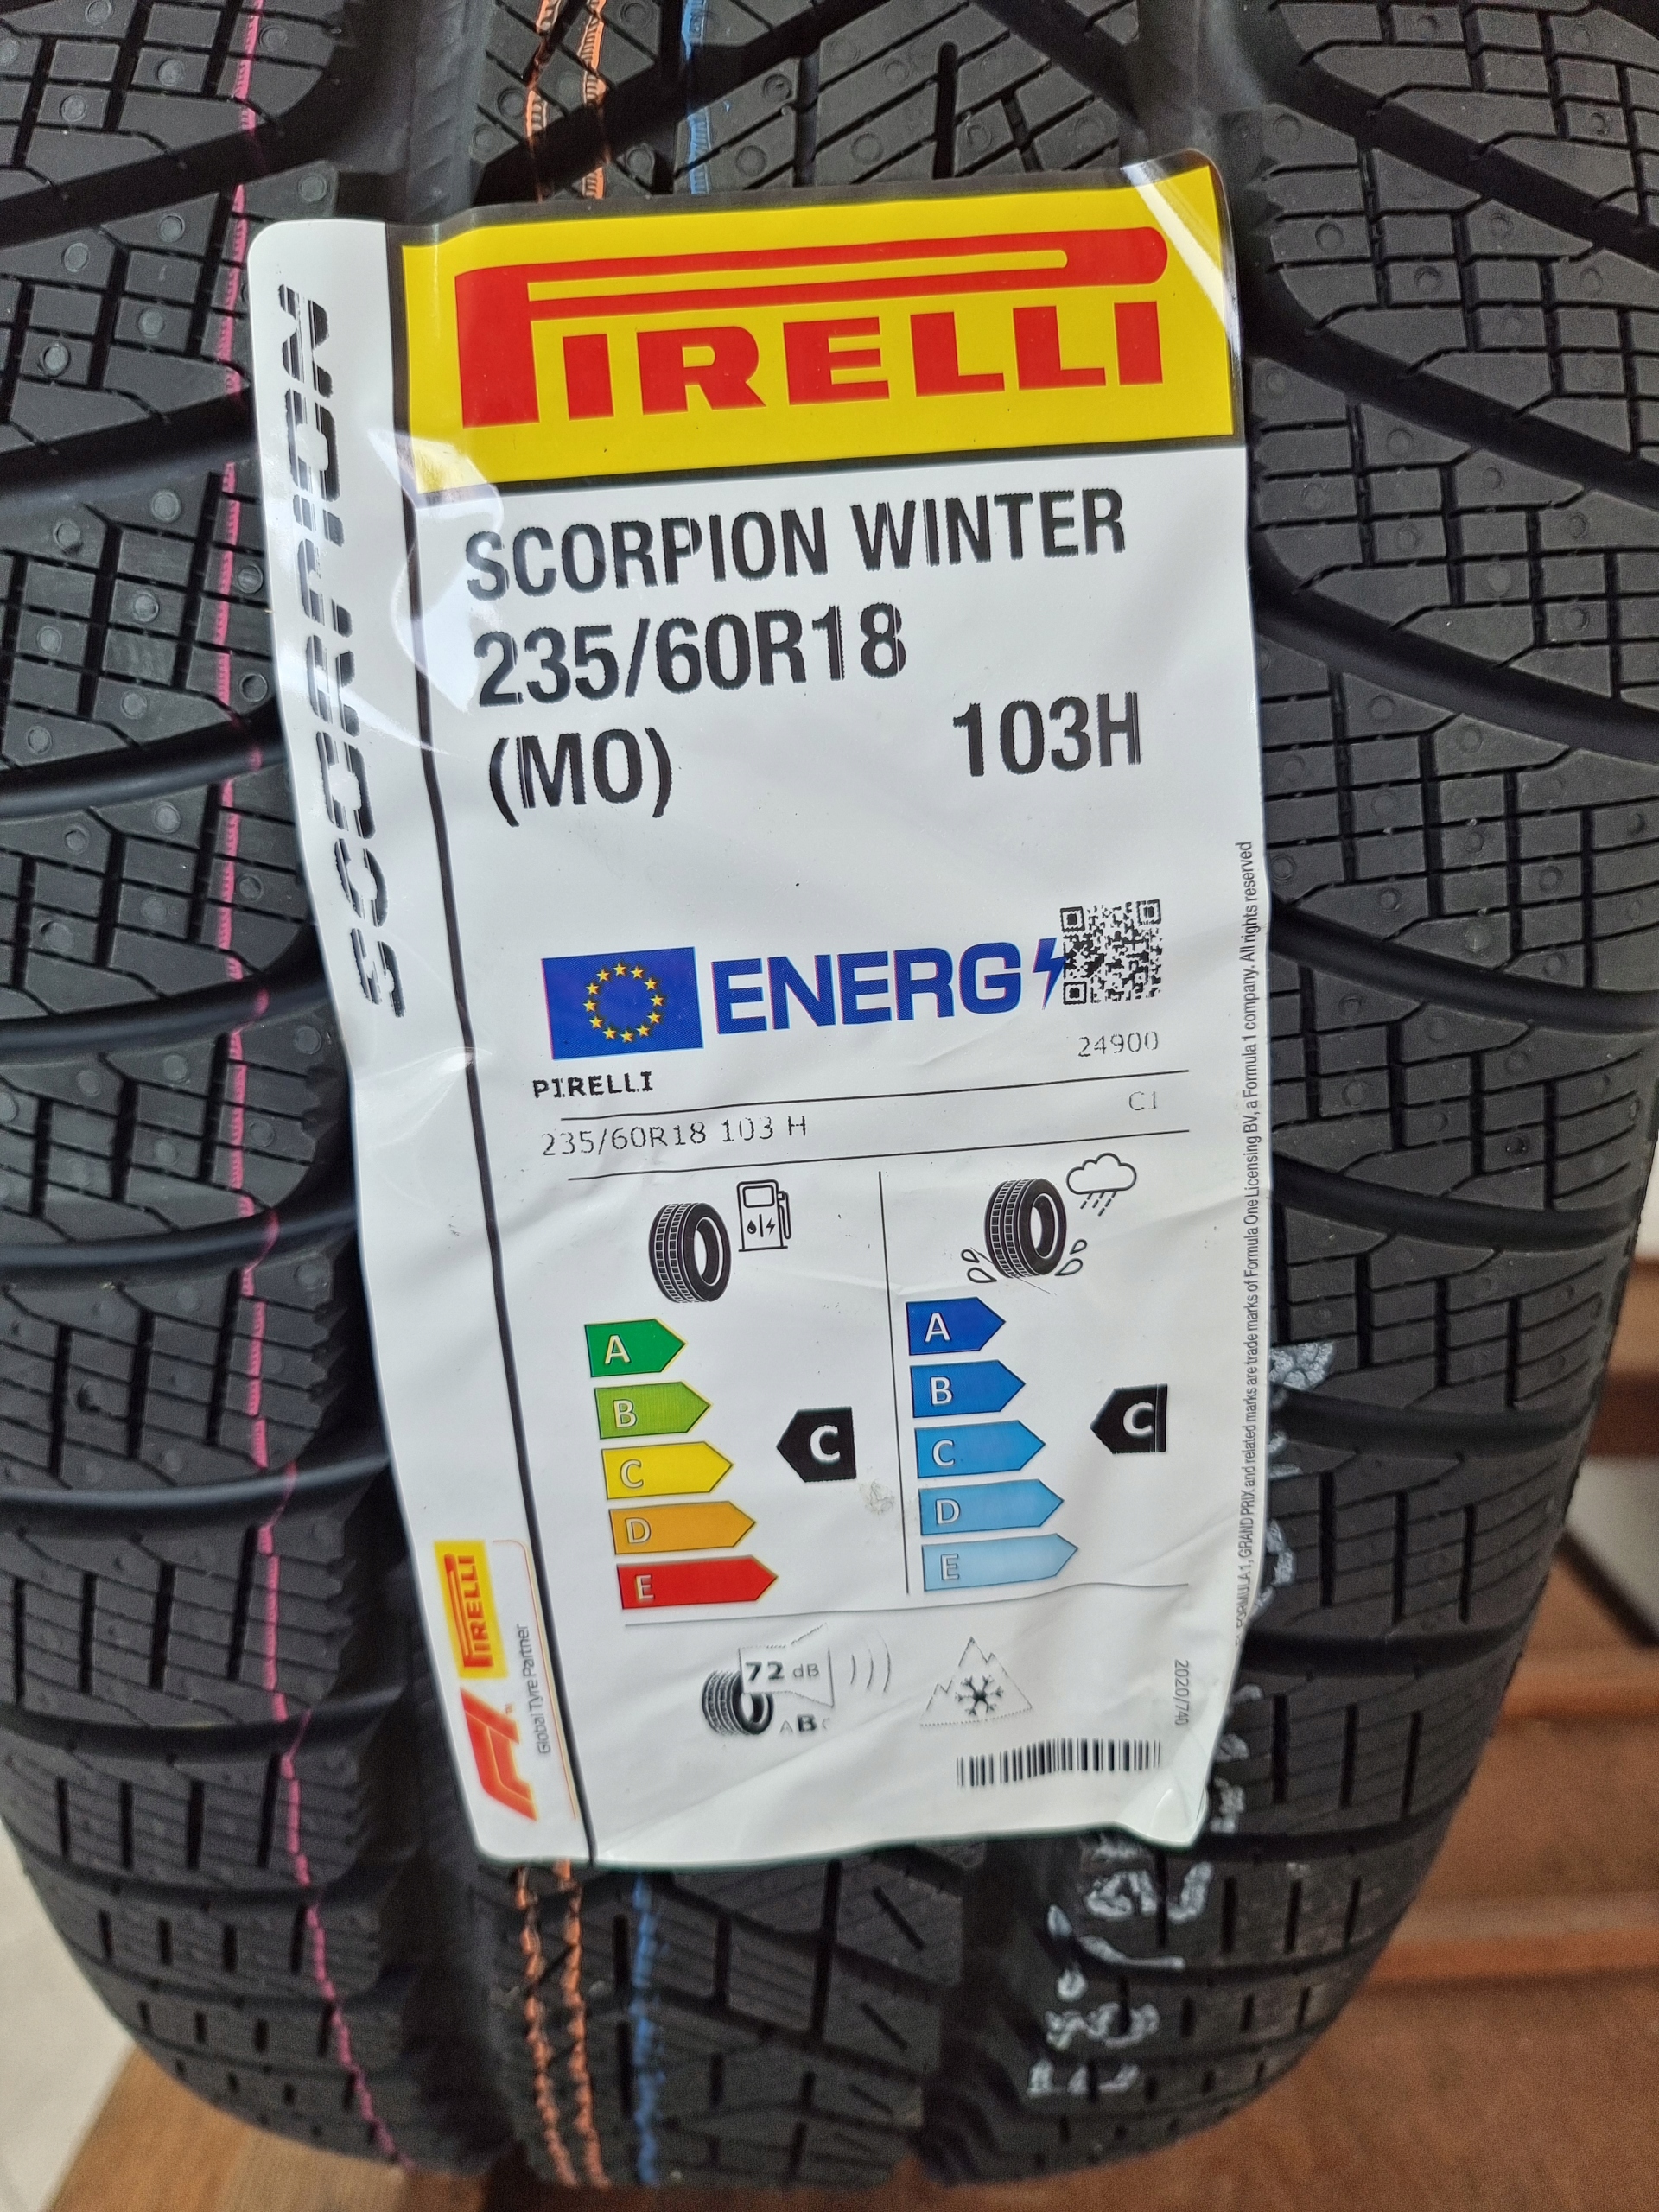 PIRELLI
SCORPION
SCORPION WINTER
235/60R18
(MO) 103H
ENERG
24900
PIRELLI
C1
235/60R18 103 H
A
B
C
D
E
C
A
B
C
D
E
C
72 dB
ABC
2020/740
PIRELLI
F1
Global Tyre Partner
FORMULA 1, GRAND PRIX and related marks are trade marks of Formula One Licensing BV, a Formula 1 company. All rights reserved